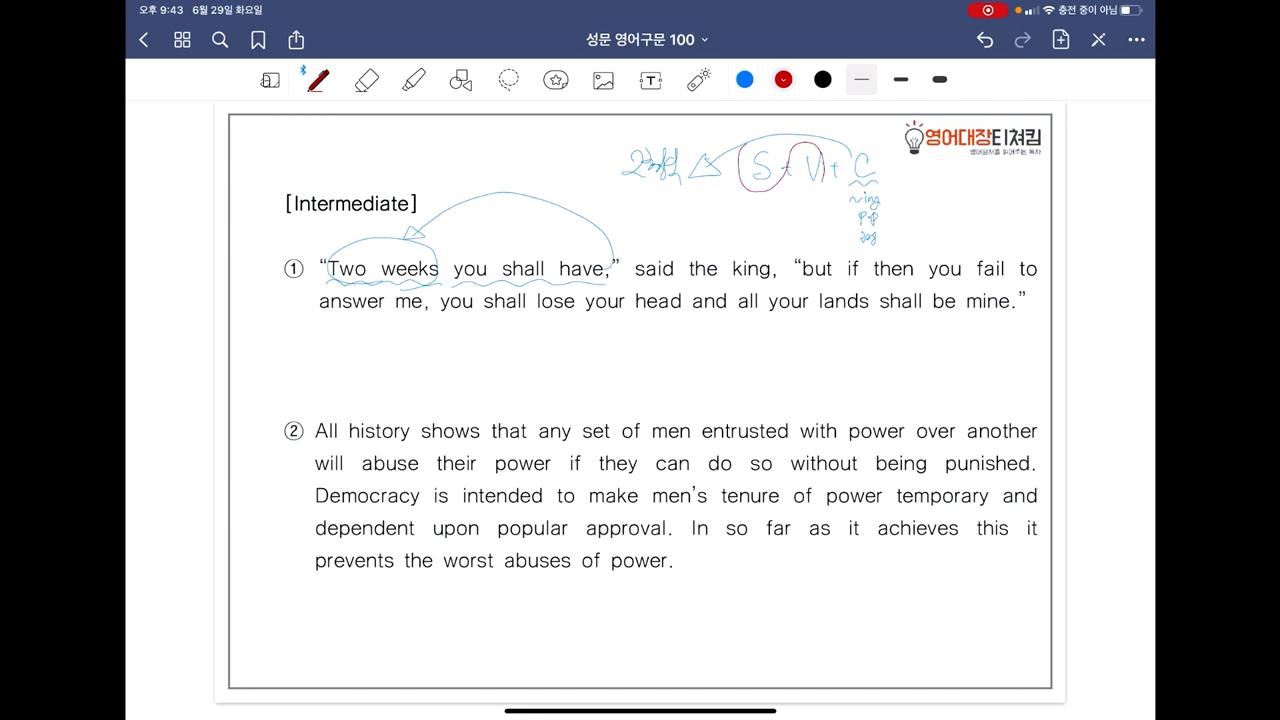 오후 9:43 6월 29일 화요일
충전 중이 아님
성문 영어구문 100
T
영어대장티쳐킴
S + V + C
~ing
[Intermediate]
p.p
① “Two weeks you shall have,” said the king, “but if then you fail to
answer me, you shall lose your head and all your lands shall be mine.”
② All history shows that any set of men entrusted with power over another
will abuse their power if they can do so without being punished.
Democracy is intended to make men's tenure of power temporary and
dependent upon popular approval. In so far as it achieves this it
prevents the worst abuses of power.